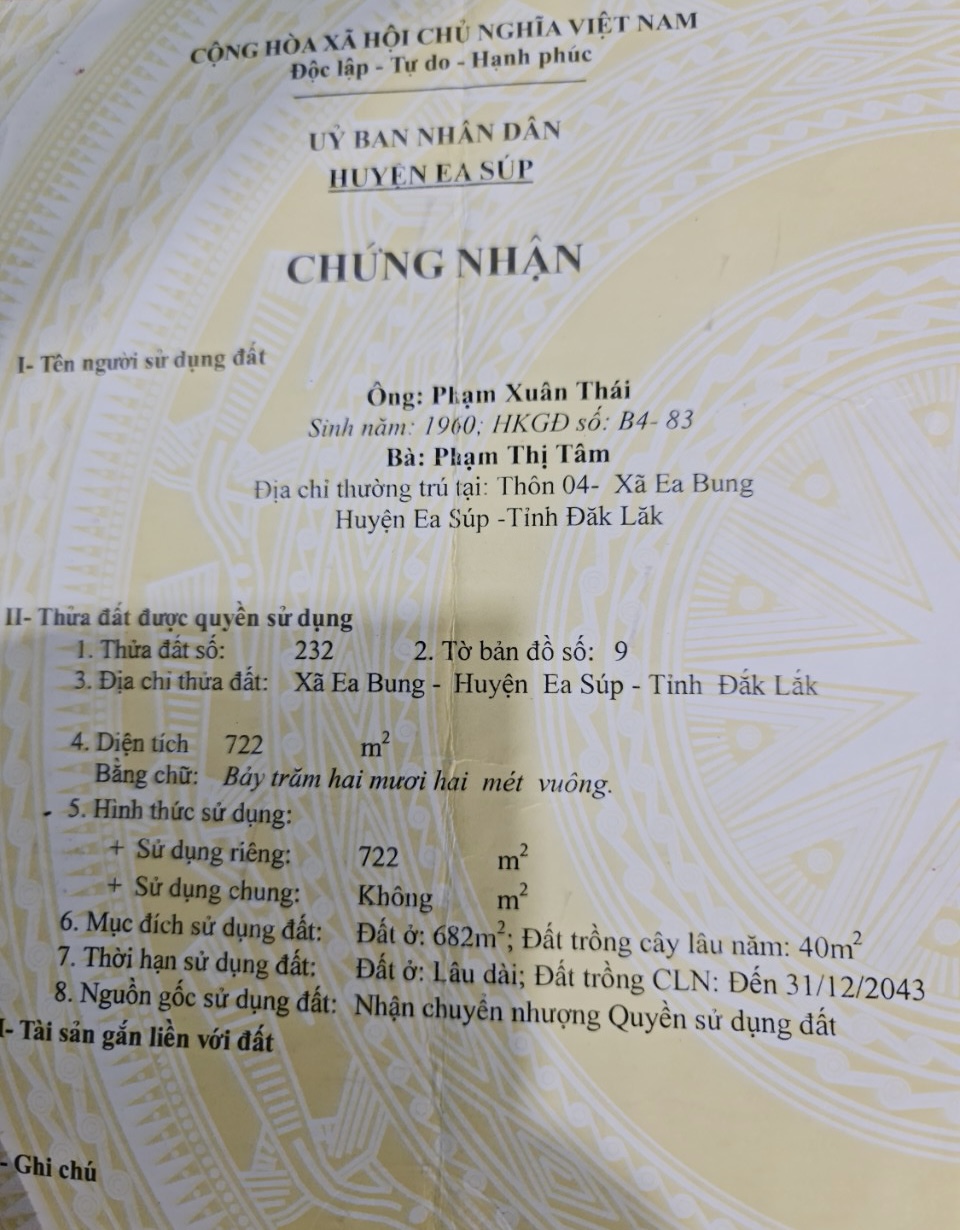 CỘNG HÒA XÃ HỘI CHỦ NGHĨA VIỆT NAM
Độc lập - Tự do - Hạnh phúc
UỶ BAN NHÂN DÂN
HUYỆN EA SÚP
CHỨNG NHẬN
I- Tên người sử dụng đất
Ông: Phạm Xuân Thái
Sinh năm: 1960; HKGĐ số: B4- 83
Bà: Phạm Thị Tâm
Địa chỉ thường trú tại: Thôn 04- Xã Ea Bung
Huyện Ea Súp -Tỉnh Đăk Lăk
II- Thửa đất được quyền sử dụng
1. Thửa đất số: 232 2. Tờ bản đồ số: 9
3. Địa chỉ thửa đất: Xã Ea Bung - Huyện Ea Súp - Tỉnh Đắk Lắk
4. Diện tích 722 m²
Bằng chữ: Bảy trăm hai mươi hai mét vuông.
5. Hình thức sử dụng:
+ Sử dụng riêng: 722 m²
+ Sử dụng chung: Không m²
6. Mục đích sử dụng đất: Đất ở: 682m²; Đất trồng cây lâu năm: 40m²
7. Thời hạn sử dụng đất: Đất ở: Lâu dài; Đất trồng CLN: Đến 31/12/2043
8. Nguồn gốc sử dụng đất: Nhận chuyển nhượng Quyền sử dụng đất
I- Tài sản gắn liền với đất
- Ghi chú